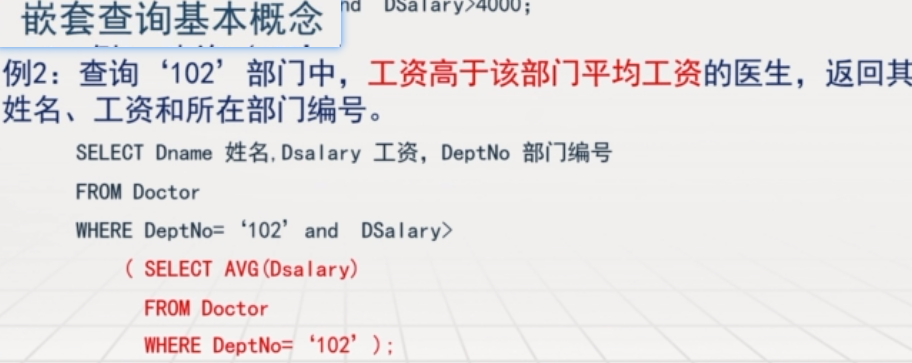 嵌套查询基本概念
nd DSalary>4000;
例2：查询‘102’部门中，工资高于该部门平均工资的医生，返回其
姓名、工资和所在部门编号。
SELECT Dname 姓名,Dsalary 工资，DeptNo 部门编号
FROM Doctor
WHERE DeptNo=‘102’and DSalary>
( SELECT AVG(Dsalary)
FROM Doctor
WHERE DeptNo=‘102’);